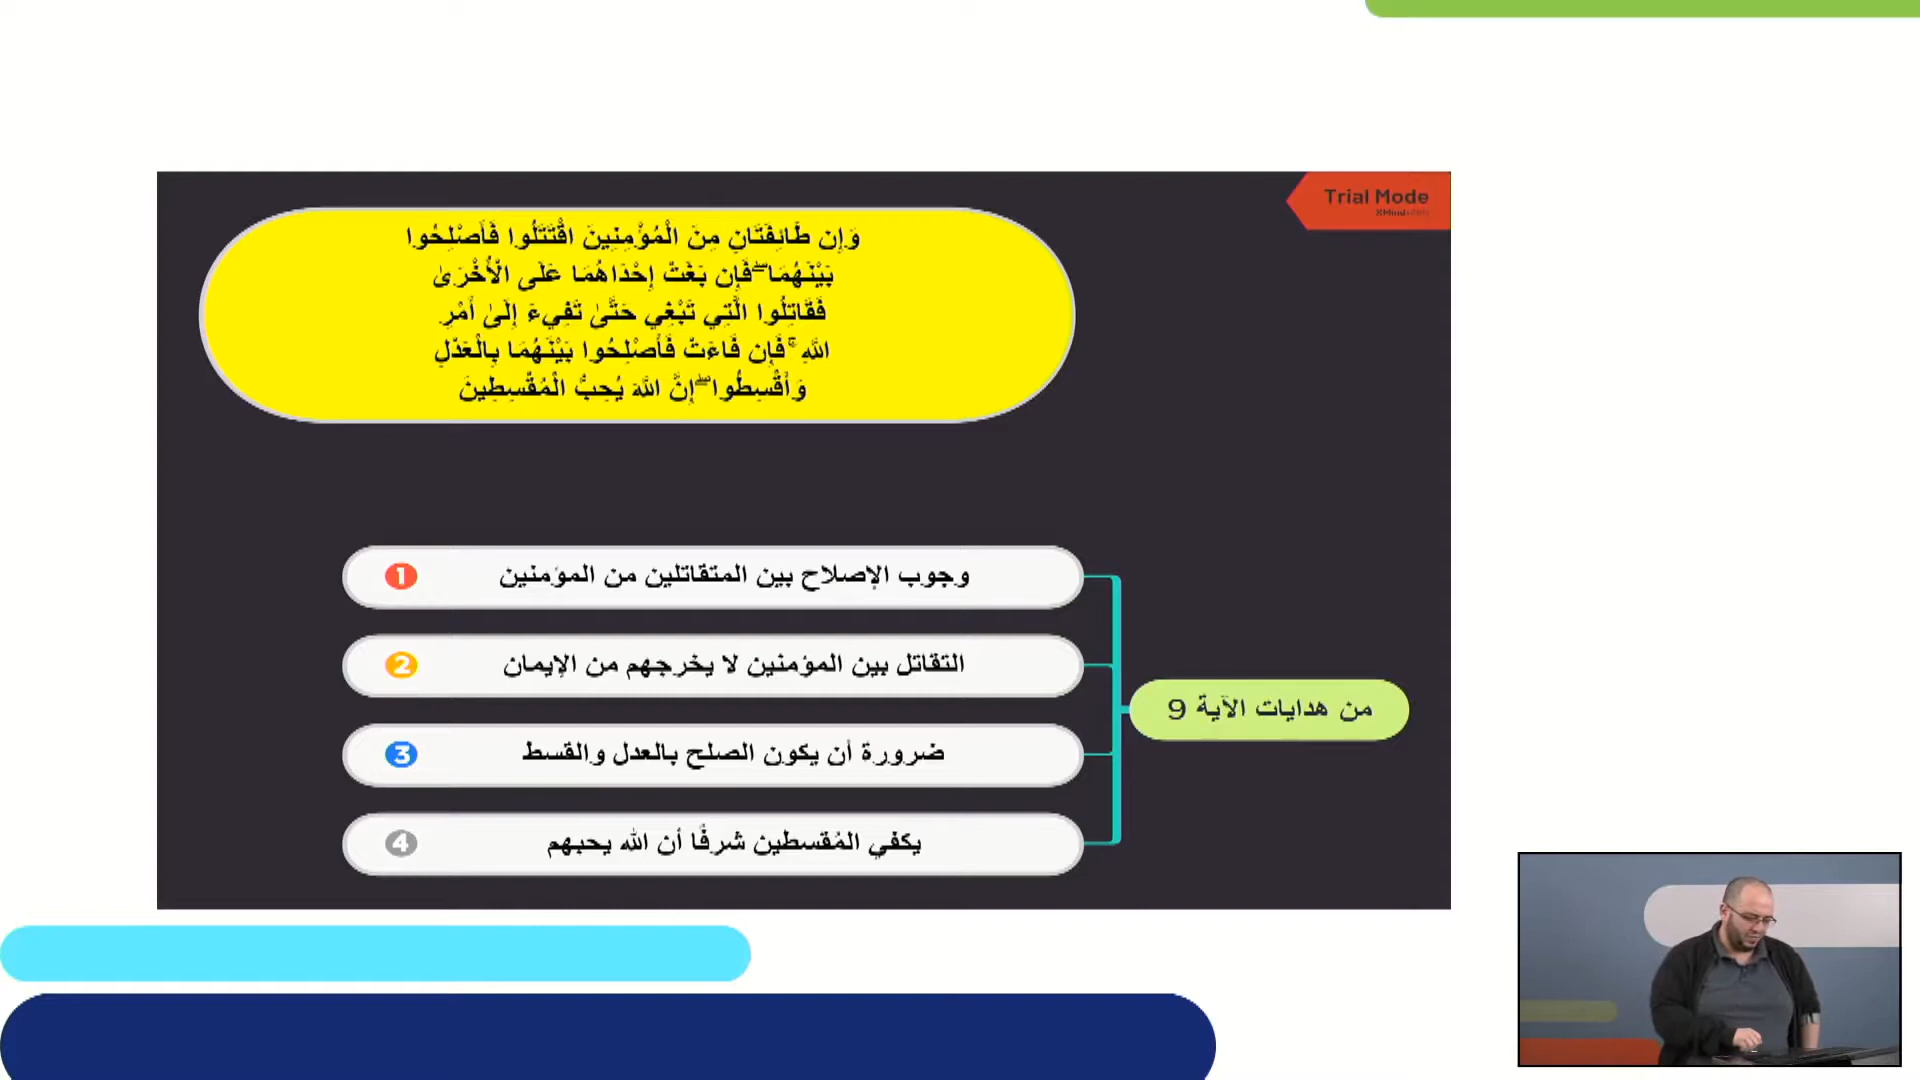 Trial Mode
XMind
وَإِن طَائِفَتَانِ مِنَ الْمُؤْمِنِينَ اقْتَتَلُوا فَأَصْلِحُوا
بَيْنَهُمَا ۖ فَإِن بَغَتْ إِحْدَاهُمَا عَلَى الْأُخْرَىٰ
فَقَاتِلُوا الَّتِي تَبْغِي حَتَّىٰ تَفِيءَ إِلَىٰ أَمْرِ
اللَّهِ ۚ فَإِن فَاءَتْ فَأَصْلِحُوا بَيْنَهُمَا بِالْعَدْلِ
وَأَقْسِطُوا ۖ إِنَّ اللَّهَ يُحِبُّ الْمُقْسِطِينَ
من هدايات الآية 9
وجوب الإصلاح بين المتقاتلين من المؤمنين 1
التقاتل بين المؤمنين لا يخرجهم من الإيمان 2
ضرورة أن يكون الصلح بالعدل والقسط 3
يكفي المُقسطين شرفًا أن الله يحبهم 4